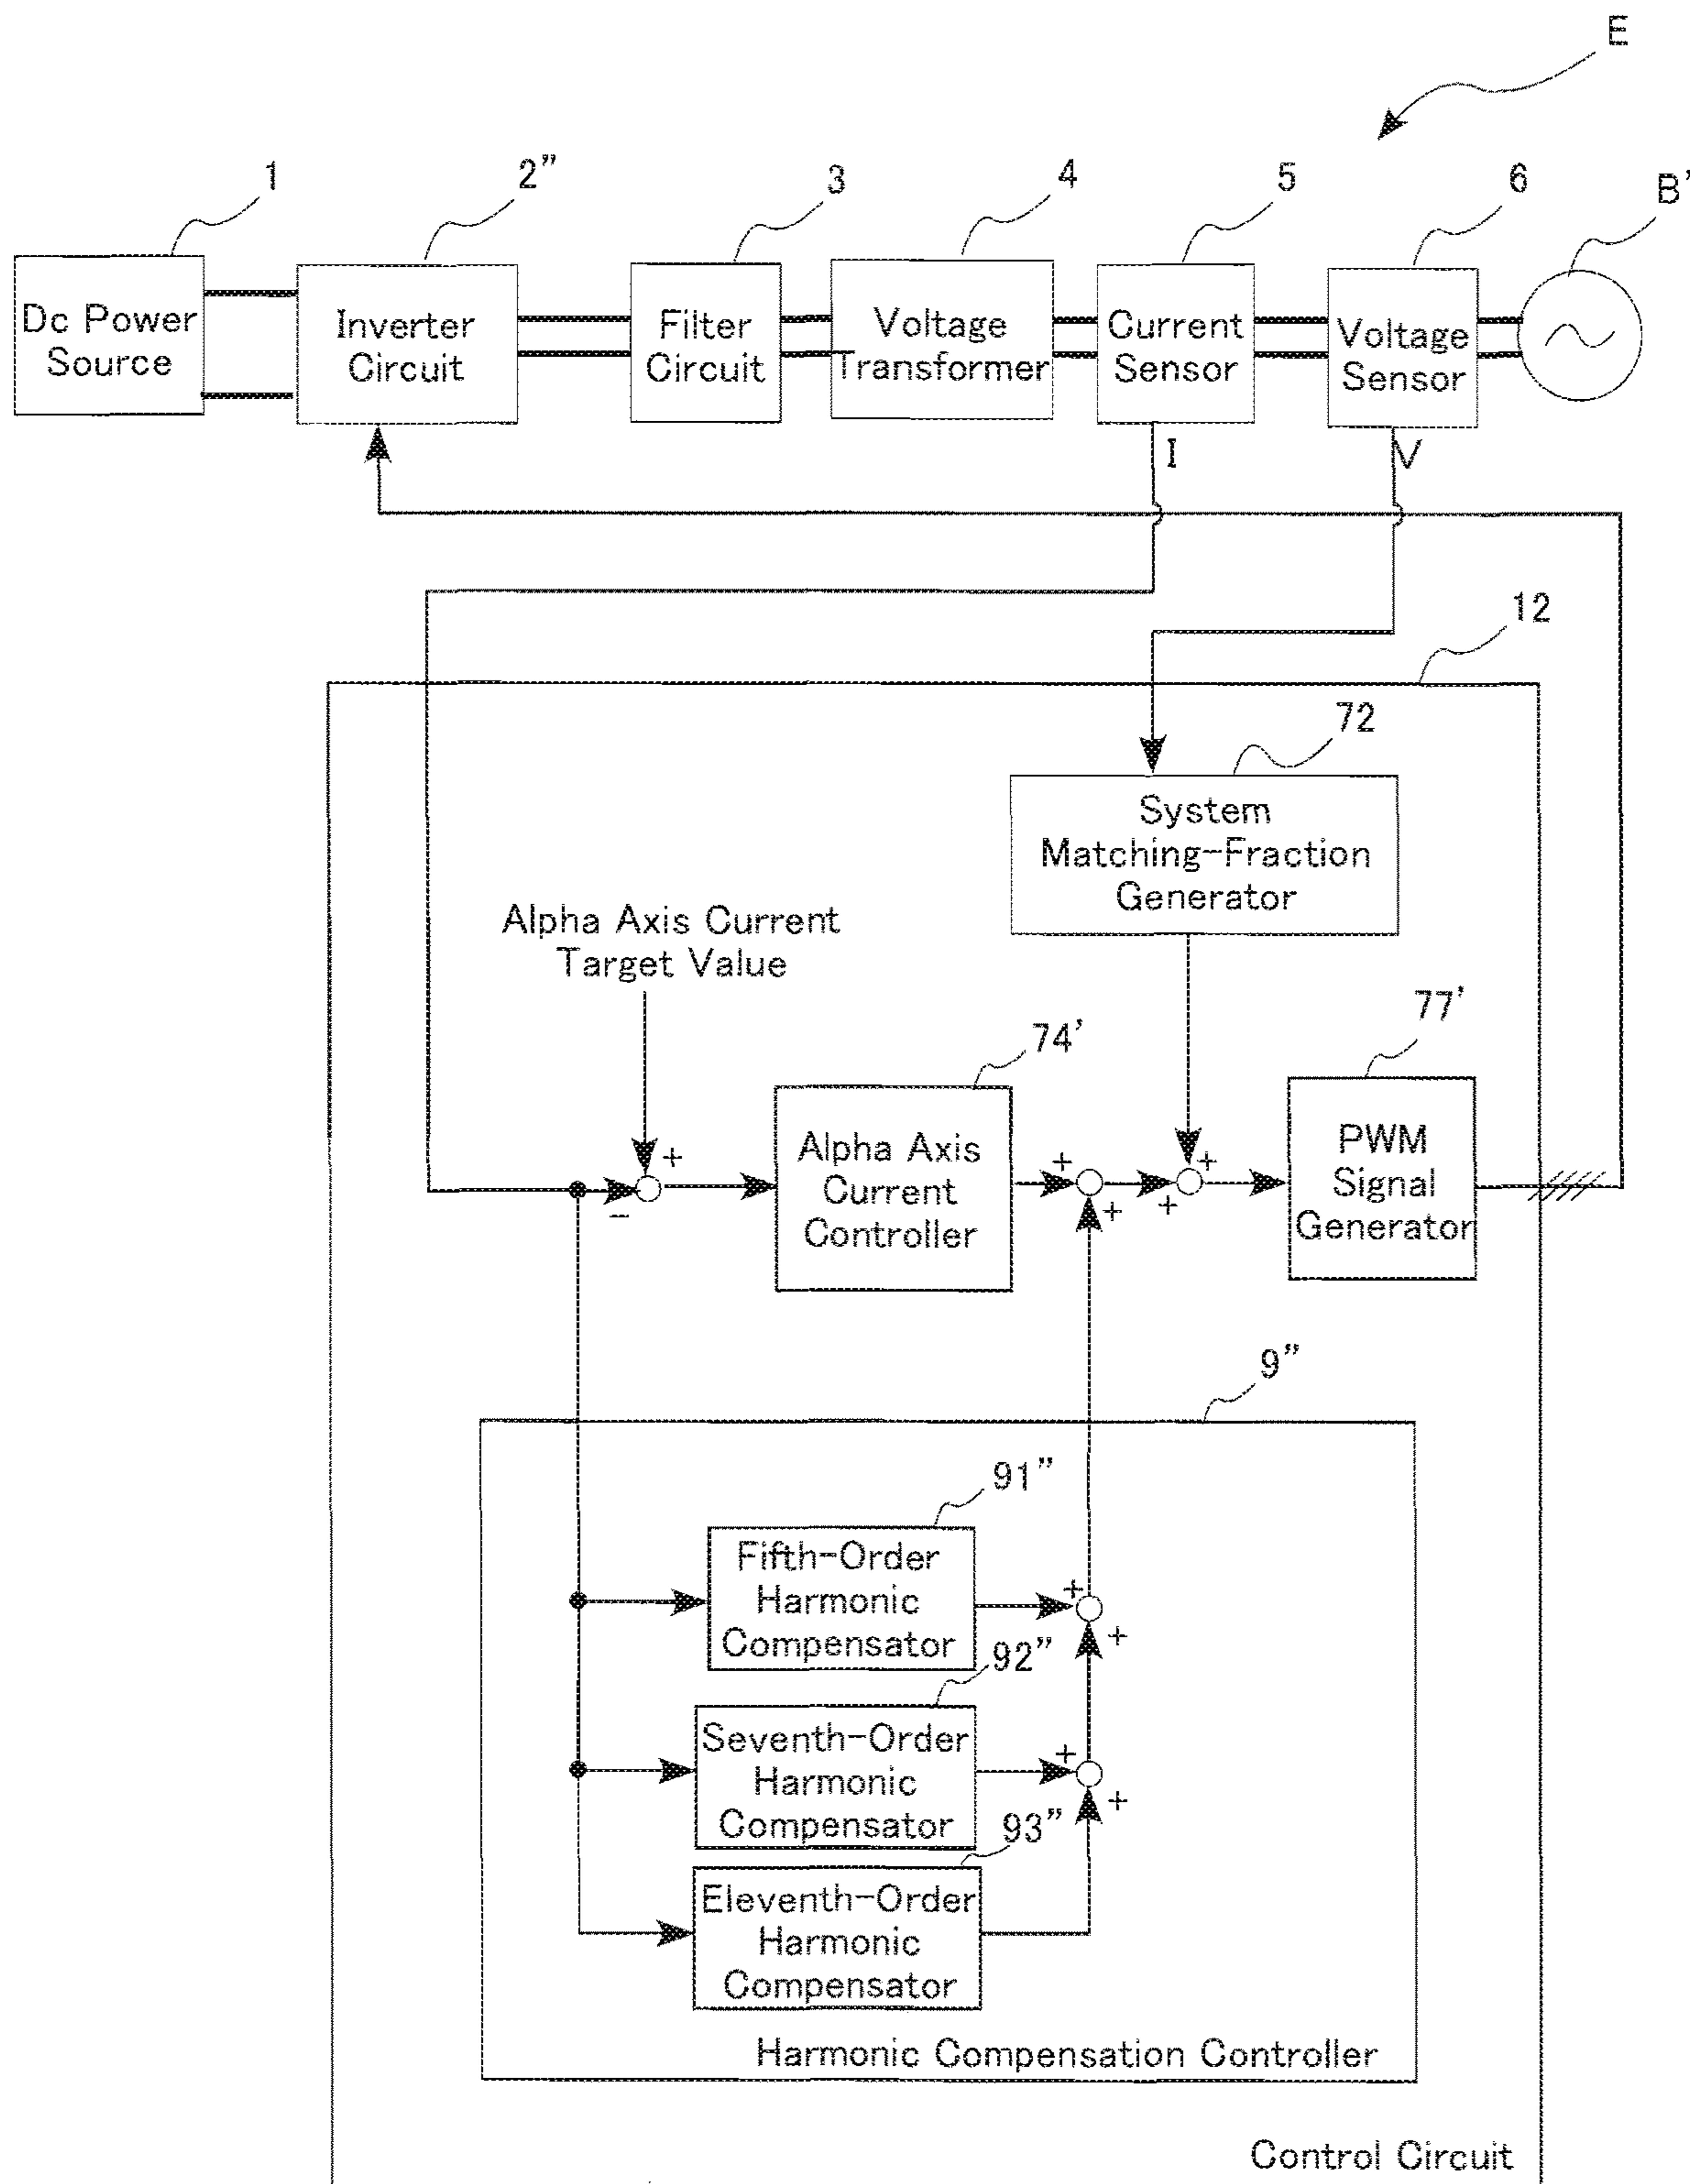 E
1
2”
3
4
5
6
B’
Dc Power
Source
Inverter
Circuit
Filter
Circuit
Voltage
Transformer
Current
Sensor
Voltage
Sensor
I
V
12
72
System
Matching-Fraction
Generator
Alpha Axis Current
Target Value
74’
77’
+
−
Alpha Axis
Current
Controller
+
+
+
+
PWM
Signal
Generator
9”
91”
Fifth-Order
Harmonic
Compensator
+
+
92”
Seventh-Order
Harmonic
Compensator
+
+
93”
Eleventh-Order
Harmonic
Compensator
Harmonic Compensation Controller
Control Circuit